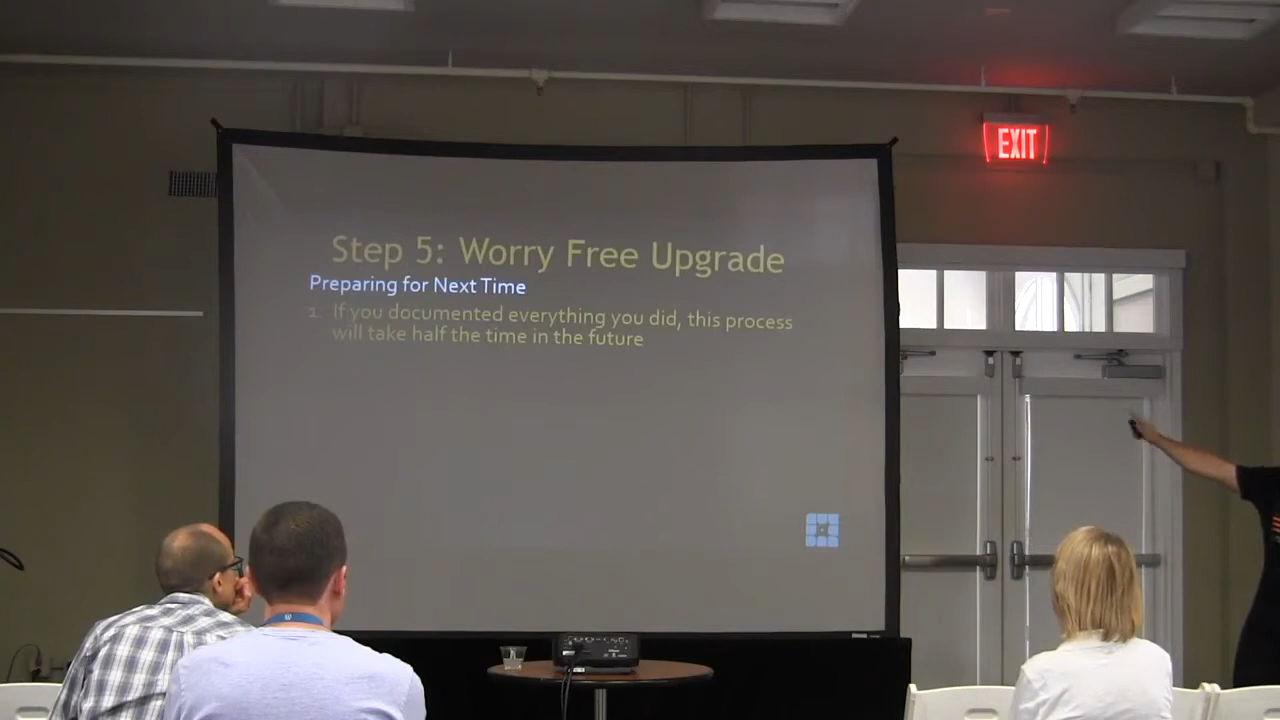 EXIT
Step 5: Worry Free Upgrade
Preparing for Next Time
1. If you documented everything you did, this process
will take half the time in the future